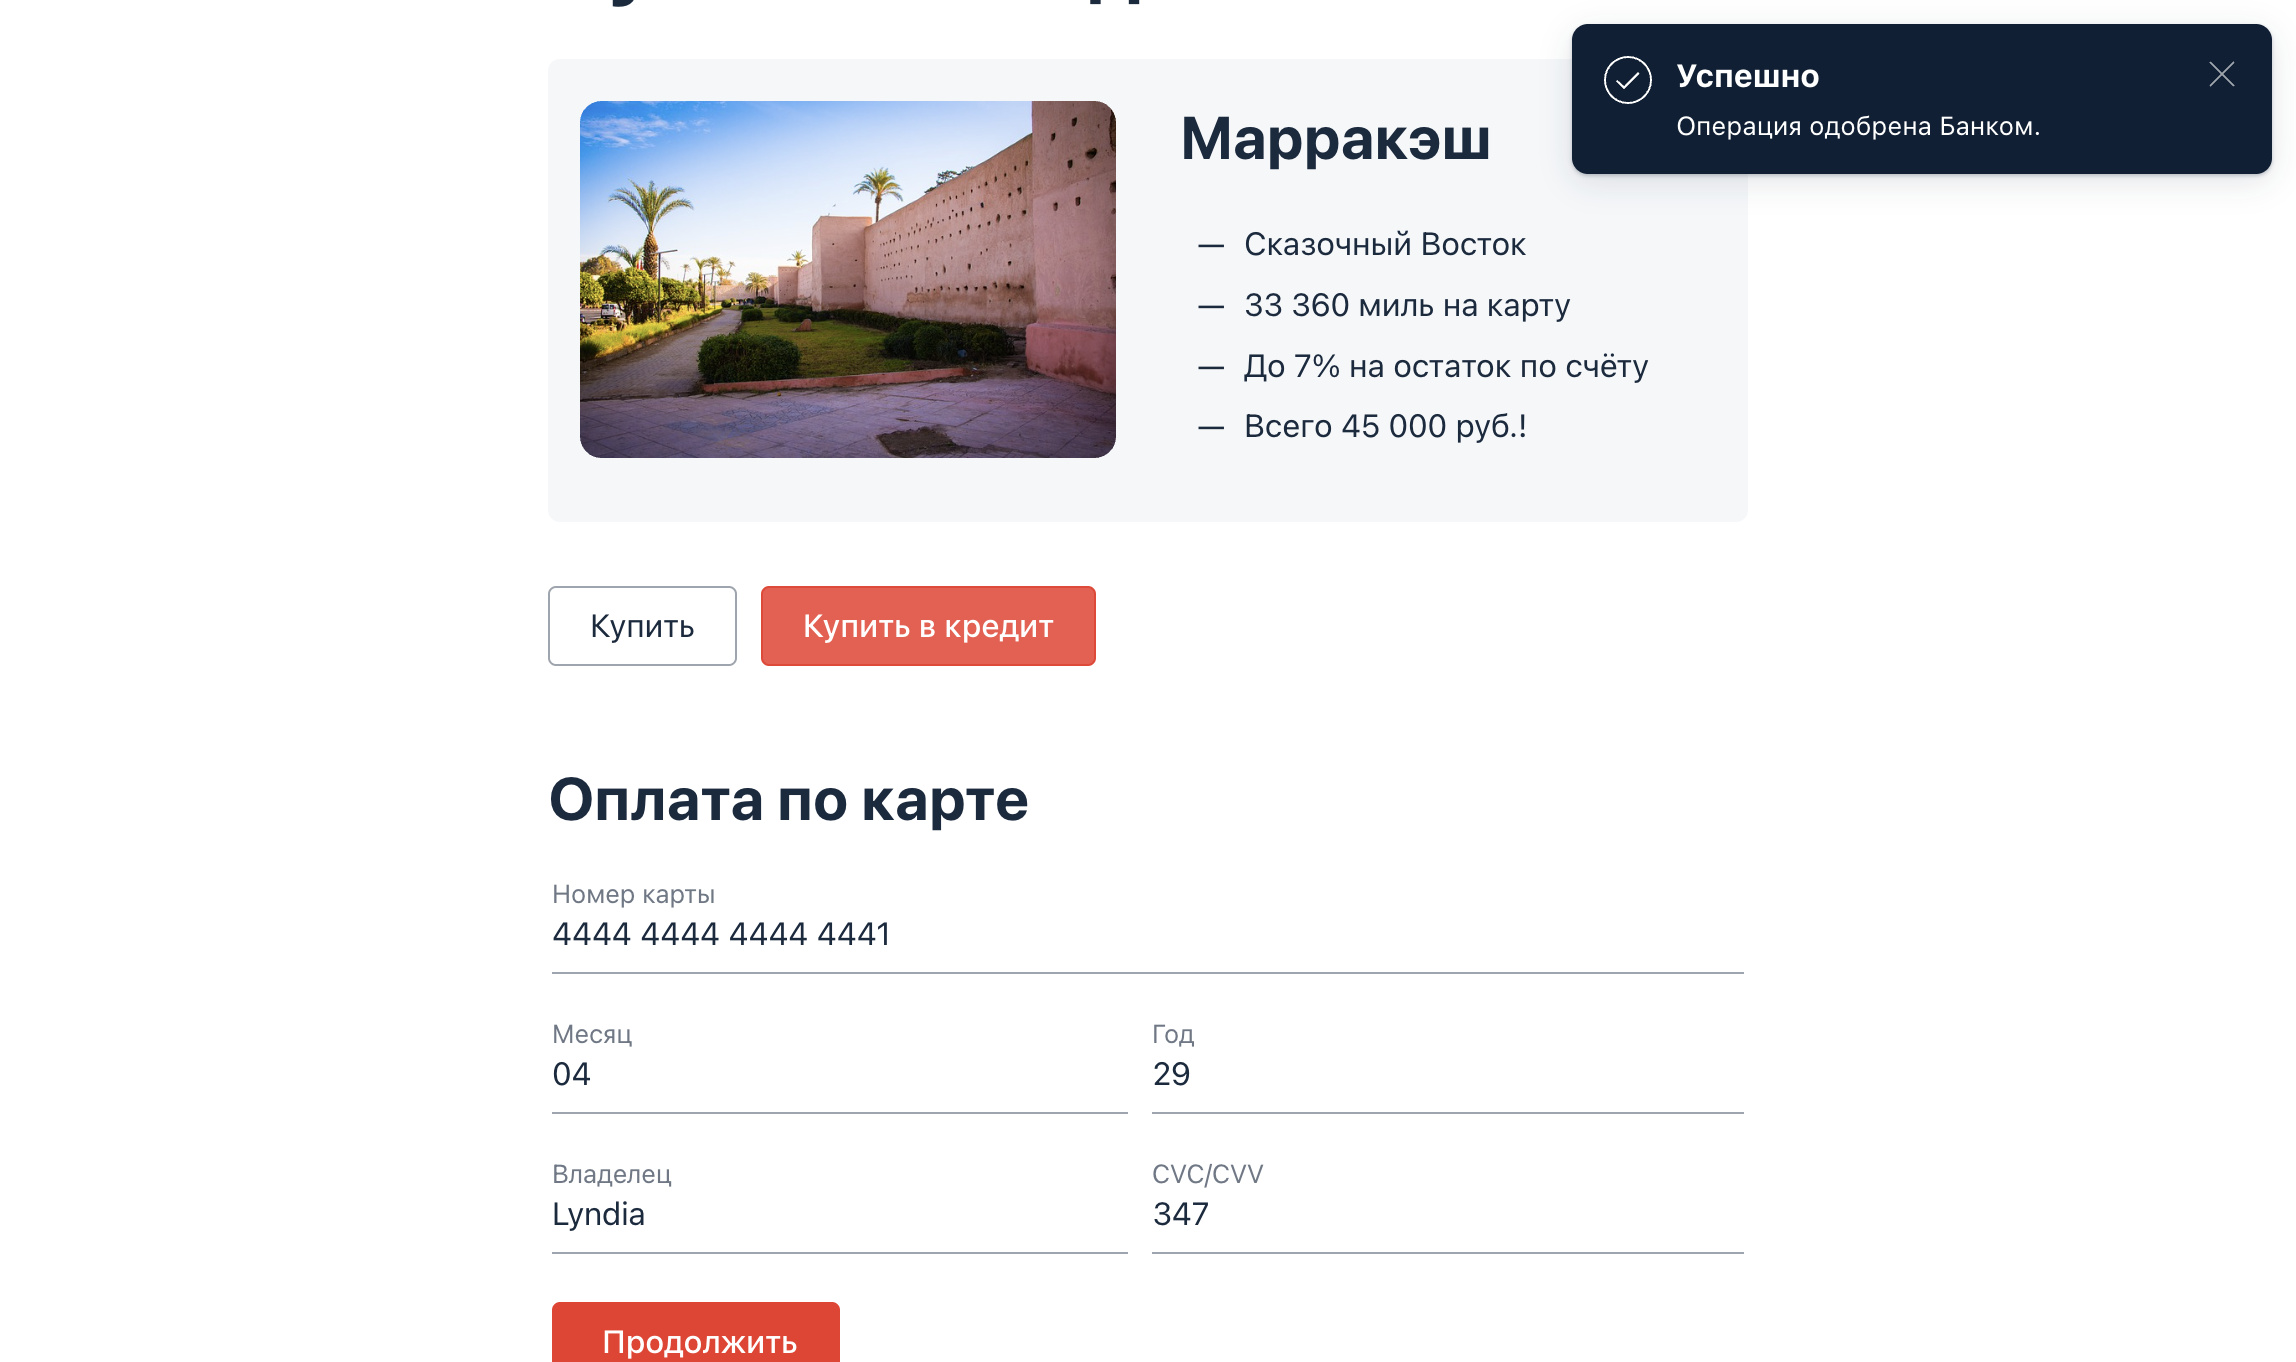 Марракэш
— Сказочный Восток
— 33 360 миль на карту
— До 7% на остаток по счёту
— Всего 45 000 руб.!
Успешно
Операция одобрена Банком.
Купить
Купить в кредит
Оплата по карте
Номер карты
4444 4444 4444 4441
Месяц
04
Год
29
Владелец
Lyndia
CVC/CVV
347
Продолжить